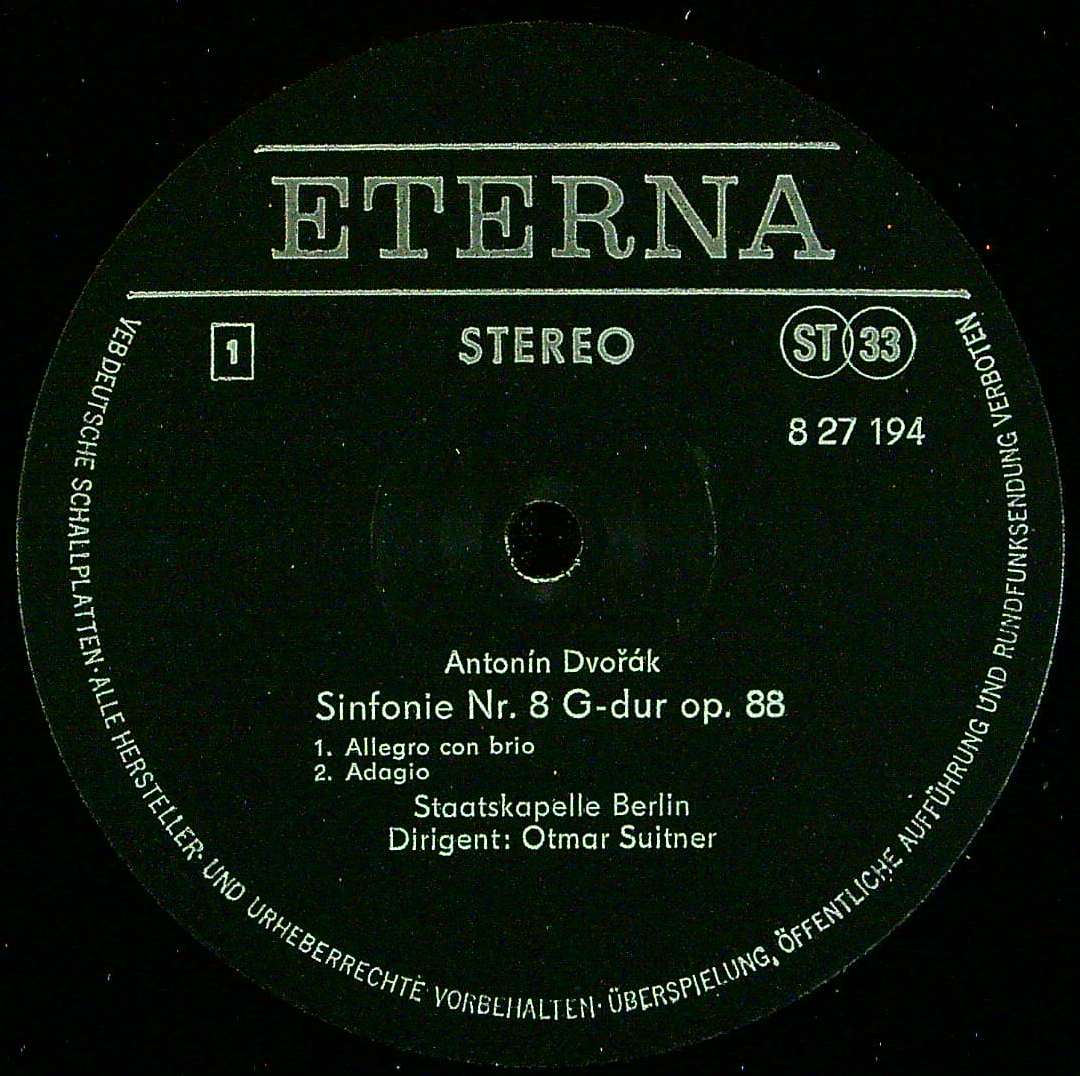 ETERNA
1
STEREO
ST 33
8 27 194
Antonín Dvořák
Sinfonie Nr. 8 G-dur op. 88
1. Allegro con brio
2. Adagio
Staatskapelle Berlin
Dirigent: Otmar Suitner
VEB DEUTSCHE SCHALLPLATTEN · ALLE HERSTELLER- UND URHEBERRECHTE VORBEHALTEN · ÜBERSPIELUNG, ÖFFENTLICHE AUFFÜHRUNG UND RUNDFUNKSENDUNG VERBOTEN